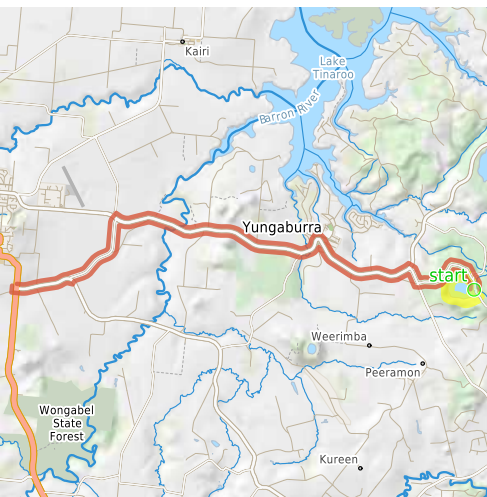 Kairi
Lake
Tinaroo
Barron River
Yungaburra
start
Weerimba
Peeramon
Wongabel
State
Forest
Kureen